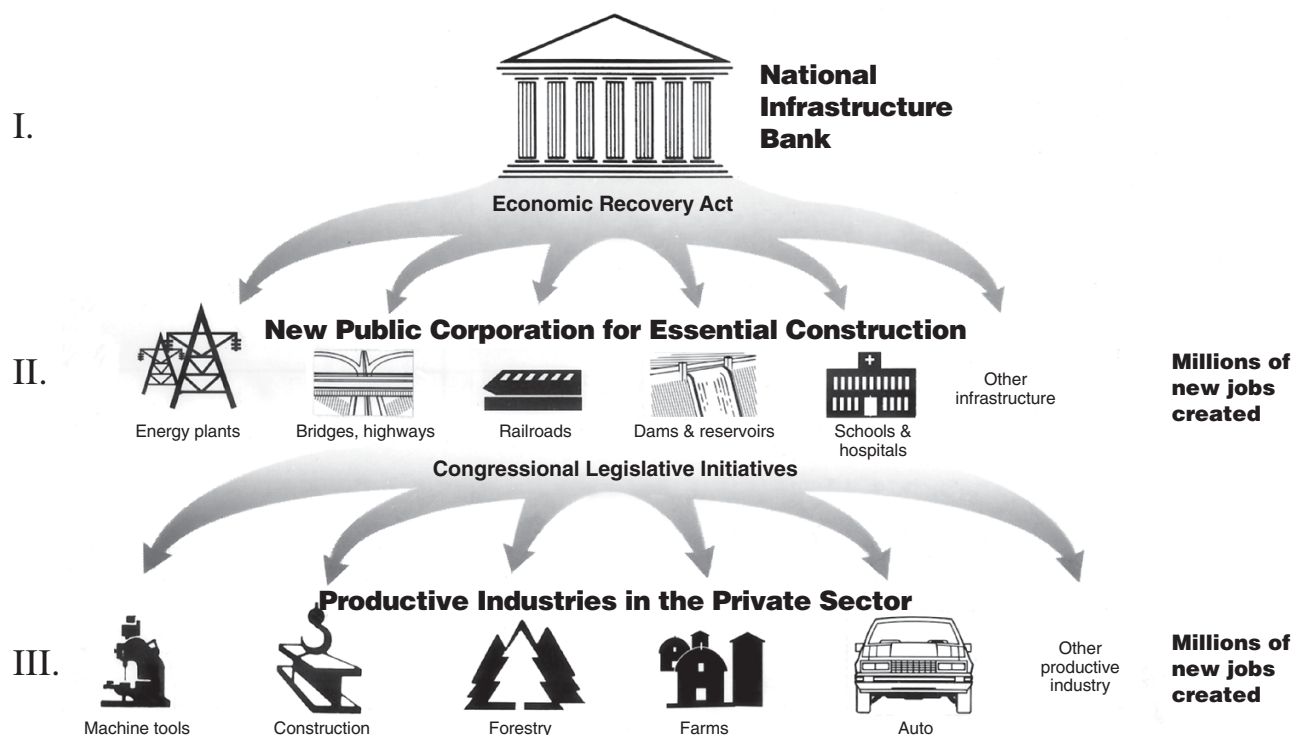 I.
National
Infrastructure
Bank
Economic Recovery Act
New Public Corporation for Essential Construction
II.
Energy plants
Bridges, highways
Railroads
Dams & reservoirs
Schools &
hospitals
Other
infrastructure
Millions of
new jobs
created
Congressional Legislative Initiatives
Productive Industries in the Private Sector
III.
Machine tools
Construction
Forestry
Farms
Auto
Other
productive
industry
Millions of
new jobs
created